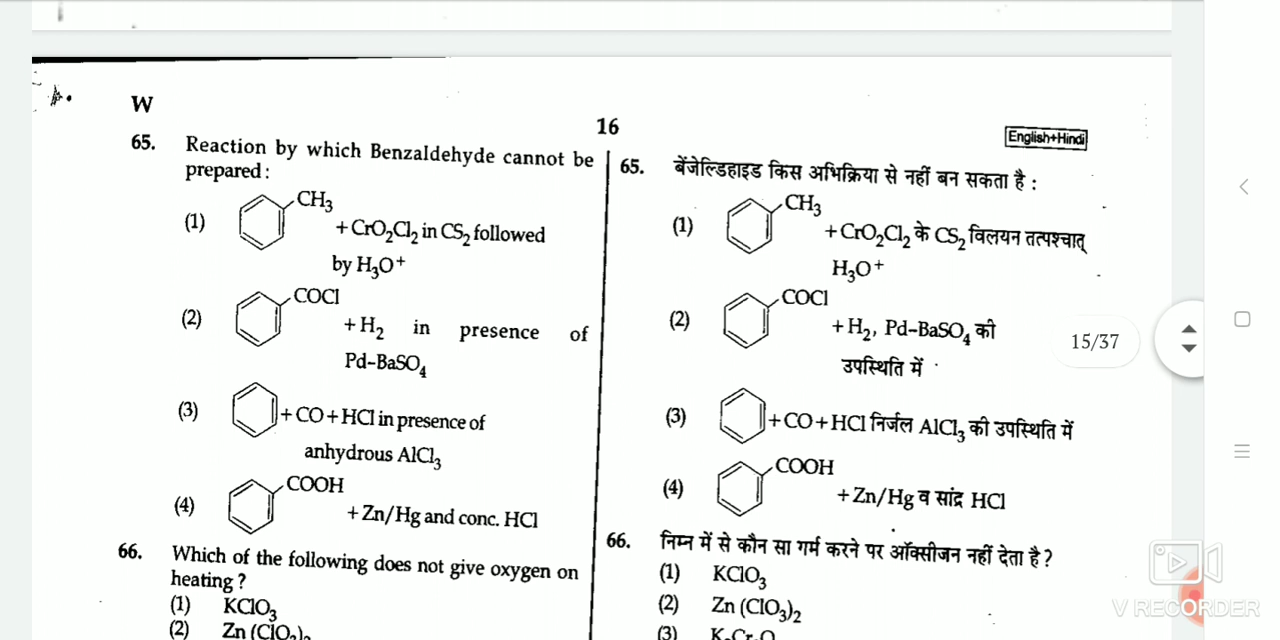 W
16
English+Hindi
65. Reaction by which Benzaldehyde cannot be
prepared :
(1) CH3
+ CrO2Cl2 in CS2 followed
by H3O+
(2) COCl
+ H2 in presence of
Pd-BaSO4
(3) + CO + HCl in presence of
anhydrous AlCl3
(4) COOH
+ Zn/Hg and conc. HCl
66. Which of the following does not give oxygen on
heating ?
(1) KClO3
(2) Zn (ClO3)2
65. बेंजेल्डिहाइड किस अभिक्रिया से नहीं बन सकता है :
(1) CH3
+ CrO2Cl2 के CS2 विलयन तत्पश्चात्
H3O+
(2) COCl
+ H2, Pd-BaSO4 की
उपस्थिति में
(3) + CO + HCl निर्जल AlCl3 की उपस्थिति में
(4) COOH
+ Zn/Hg व सांद्र HCl
66. निम्न में से कौन सा गर्म करने पर ऑक्सीजन नहीं देता है ?
(1) KClO3
(2) Zn (ClO3)2
(3)
15/37
V RECORDER